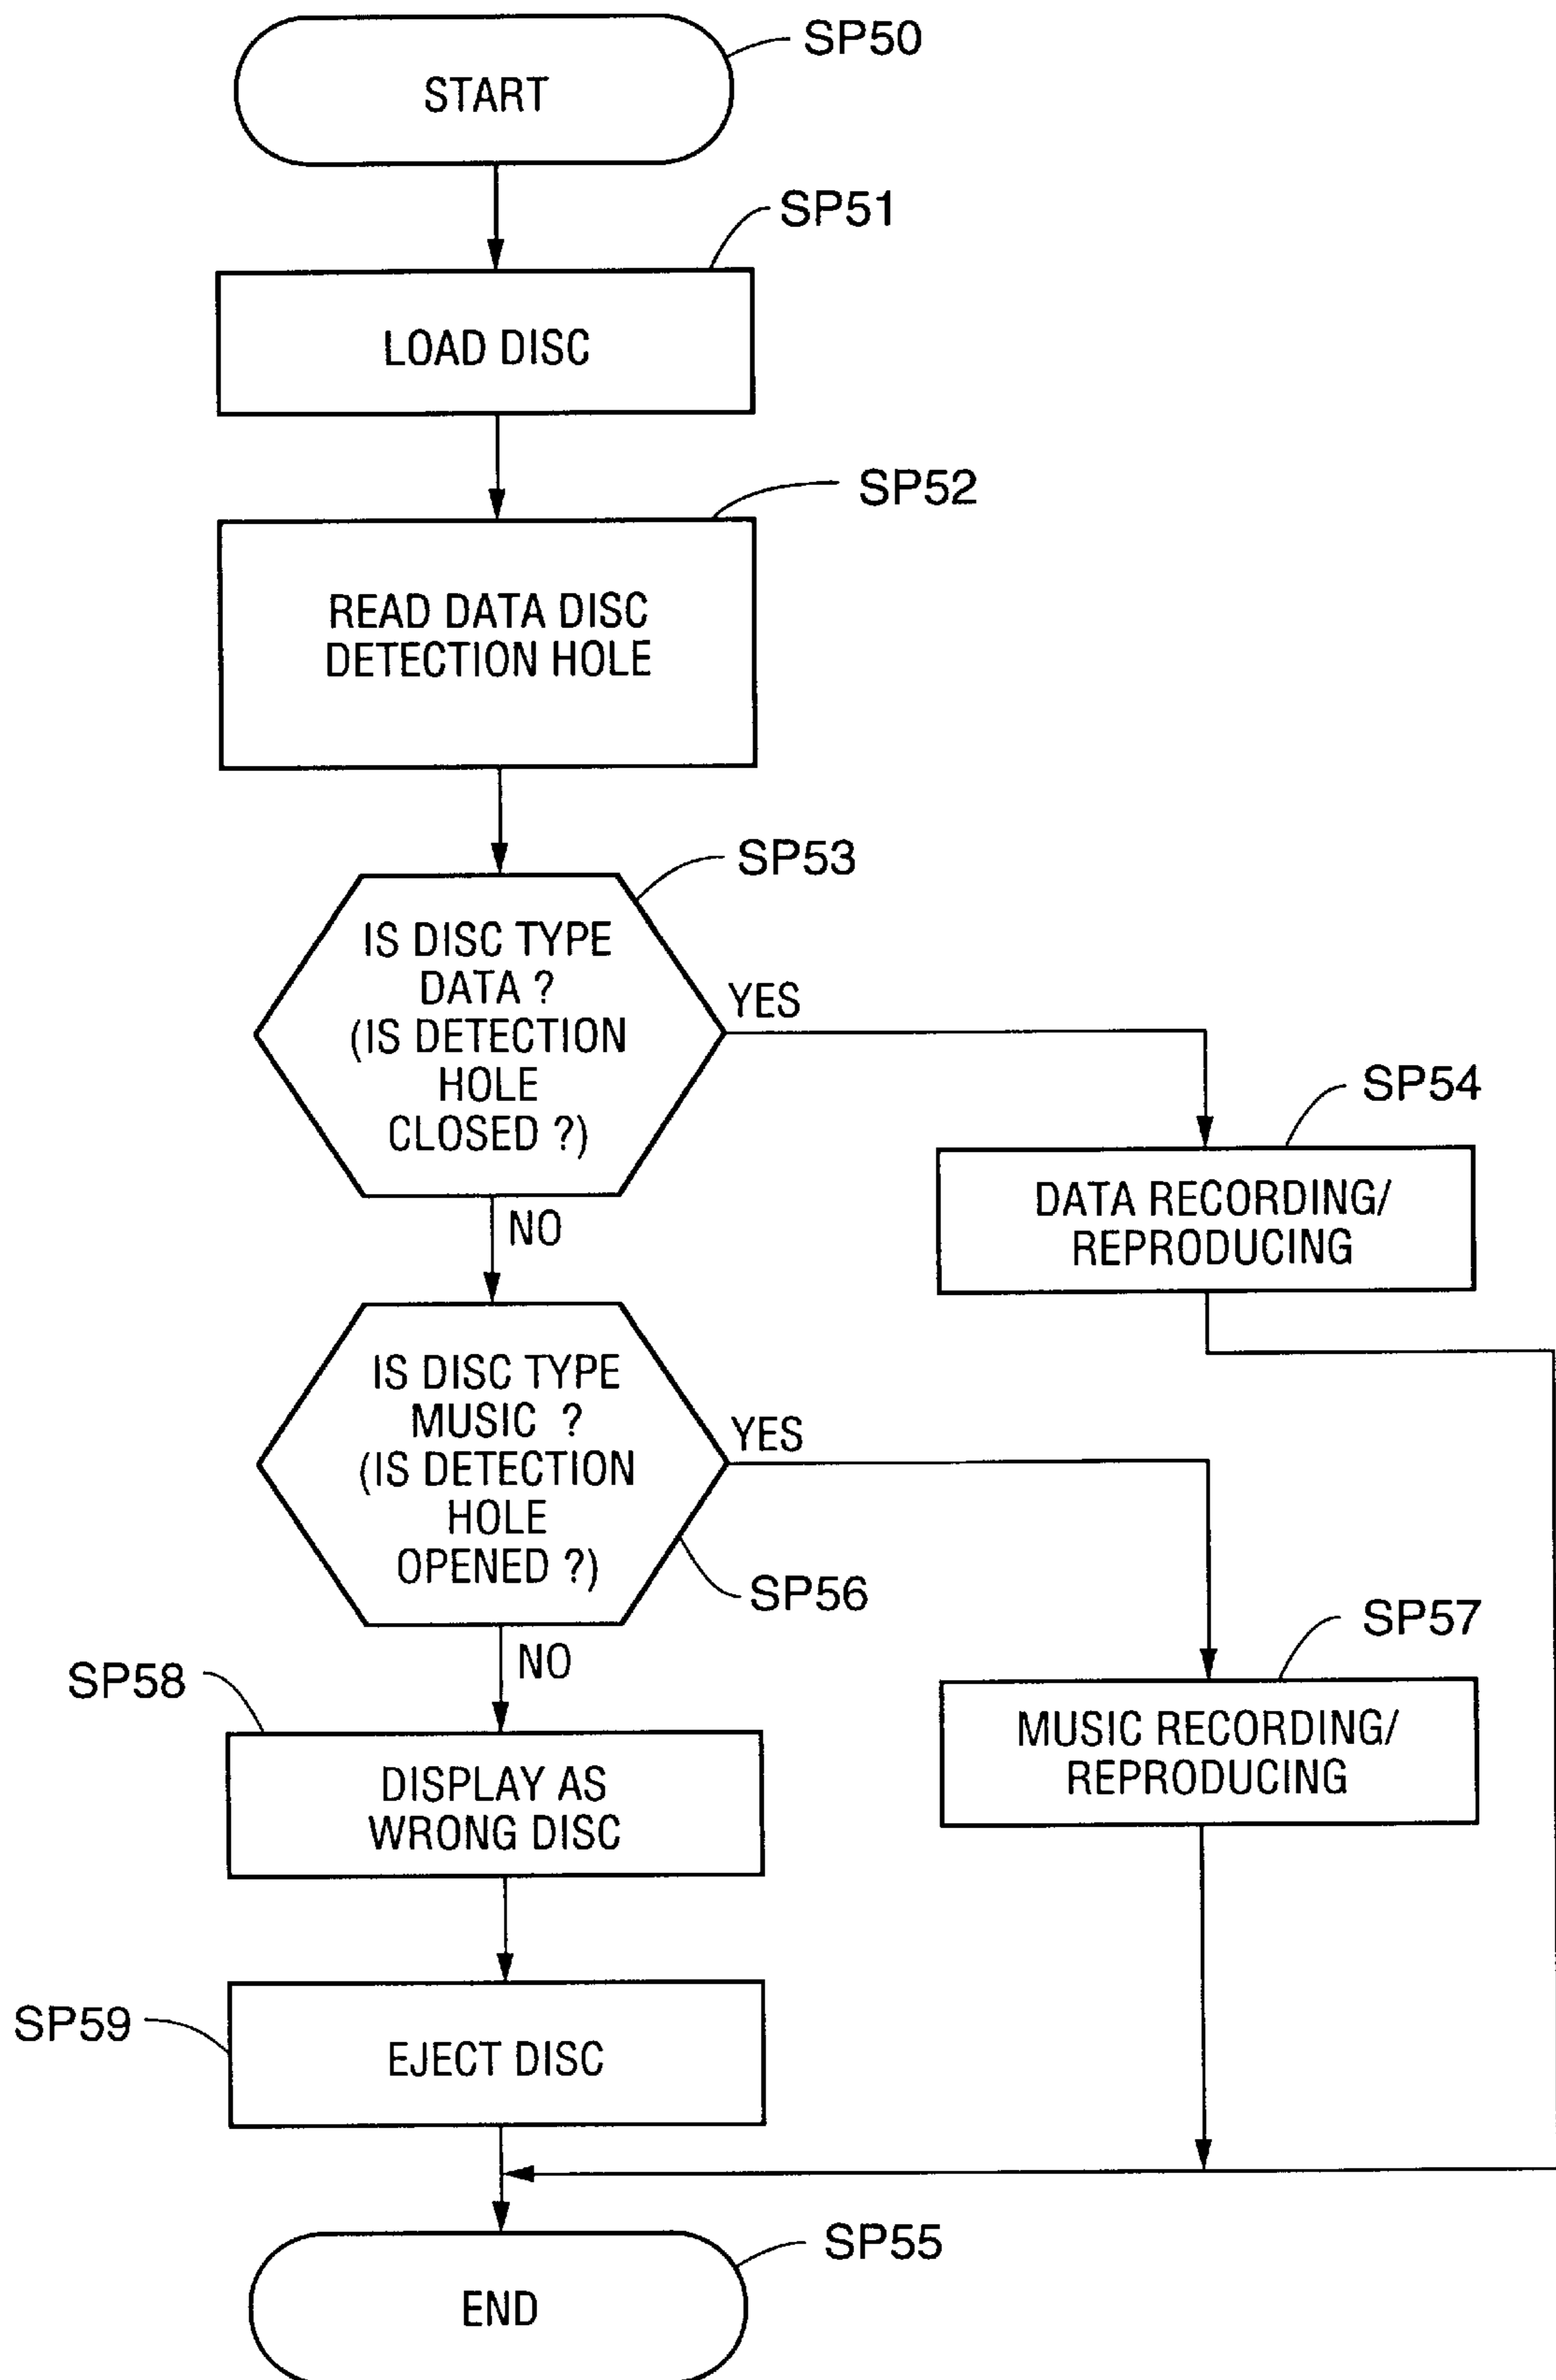 SP50
START
SP51
LOAD DISC
SP52
READ DATA DISC
DETECTION HOLE
SP53
IS DISC TYPE
DATA ?
(IS DETECTION
HOLE
CLOSED ?)
YES
NO
SP54
DATA RECORDING/
REPRODUCING
IS DISC TYPE
MUSIC ?
(IS DETECTION
HOLE
OPENED ?)
YES
SP56
NO
SP57
MUSIC RECORDING/
REPRODUCING
SP58
DISPLAY AS
WRONG DISC
SP59
EJECT DISC
SP55
END